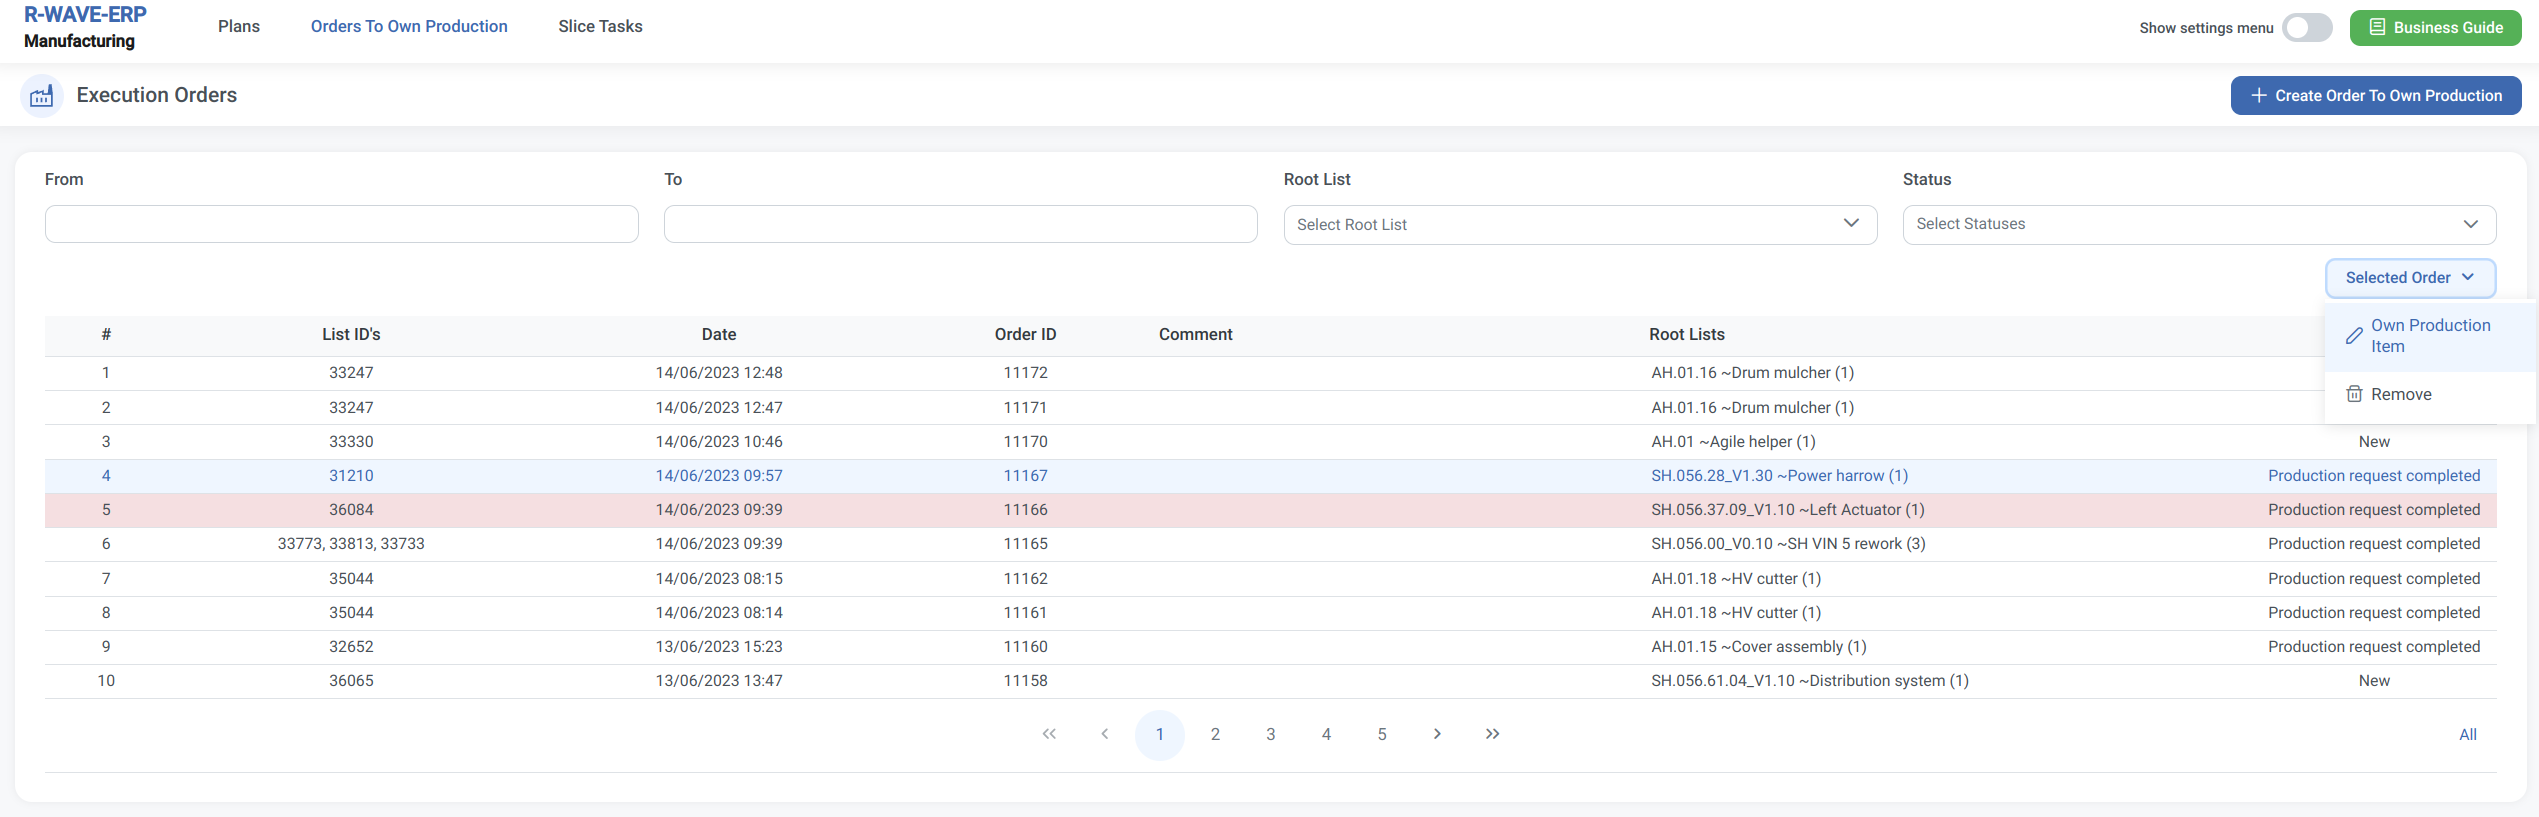 R-WAVE-ERP
Manufacturing
Plans
Orders To Own Production
Slice Tasks
Show settings menu
Business Guide
Execution Orders
Create Order To Own Production
From
To
Root List
Status
Select Root List
Select Statuses
Selected Order
Own Production
Item
Remove
# List ID's Date Order ID Comment Root Lists
1 33247 14/06/2023 12:48 11172 AH.01.16 ~Drum mulcher (1)
2 33247 14/06/2023 12:47 11171 AH.01.16 ~Drum mulcher (1)
3 33330 14/06/2023 10:46 11170 AH.01 ~Agile helper (1) New
4 31210 14/06/2023 09:57 11167 SH.056.28_V1.30 ~Power harrow (1) Production request completed
5 36084 14/06/2023 09:39 11166 SH.056.37.09_V1.10 ~Left Actuator (1) Production request completed
6 33773, 33813, 33733 14/06/2023 09:39 11165 SH.056.00_V0.10 ~SH VIN 5 rework (3) Production request completed
7 35044 14/06/2023 08:15 11162 AH.01.18 ~HV cutter (1) Production request completed
8 35044 14/06/2023 08:14 11161 AH.01.18 ~HV cutter (1) Production request completed
9 32652 13/06/2023 15:23 11160 AH.01.15 ~Cover assembly (1) Production request completed
10 36065 13/06/2023 13:47 11158 SH.056.61.04_V1.10 ~Distribution system (1) New
« ‹ 1 2 3 4 5 › » All